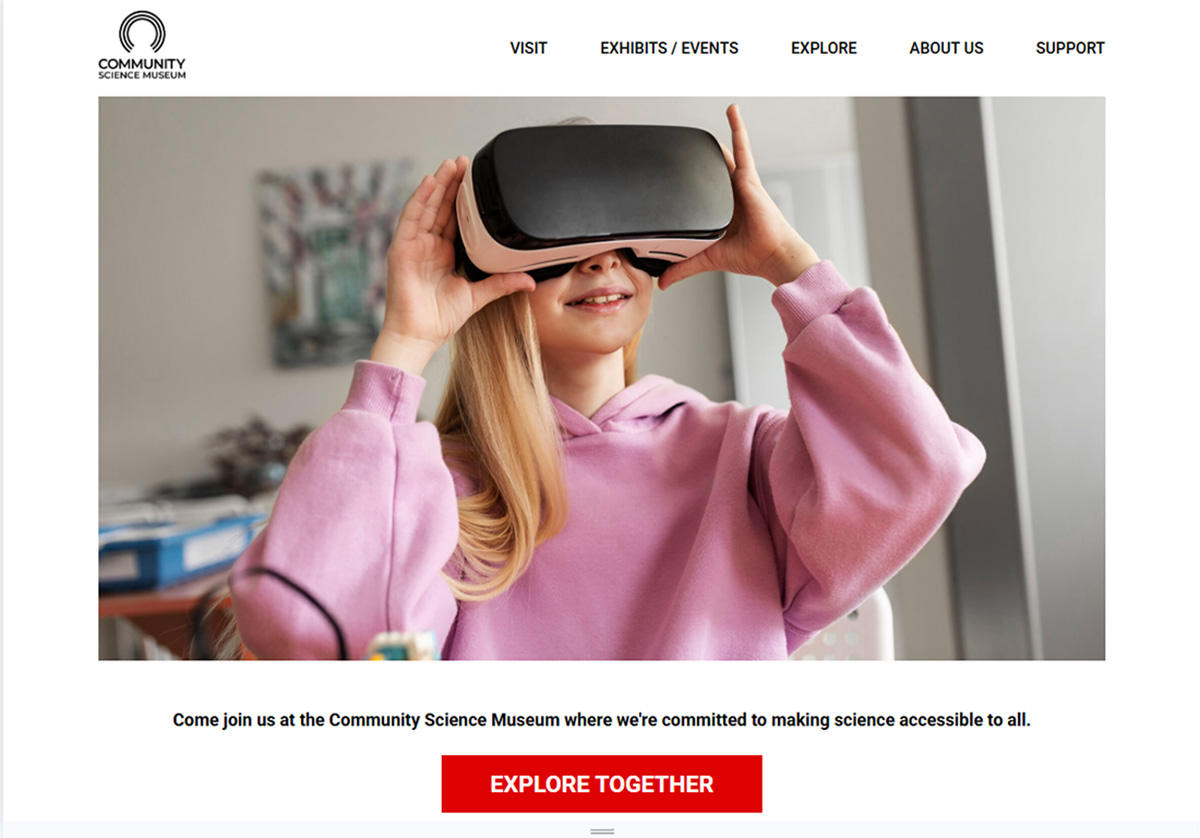 COMMUNITY
SCIENCE MUSEUM
VISIT
EXHIBITS / EVENTS
EXPLORE
ABOUT US
SUPPORT
Come join us at the Community Science Museum where we're committed to making science accessible to all.
EXPLORE TOGETHER